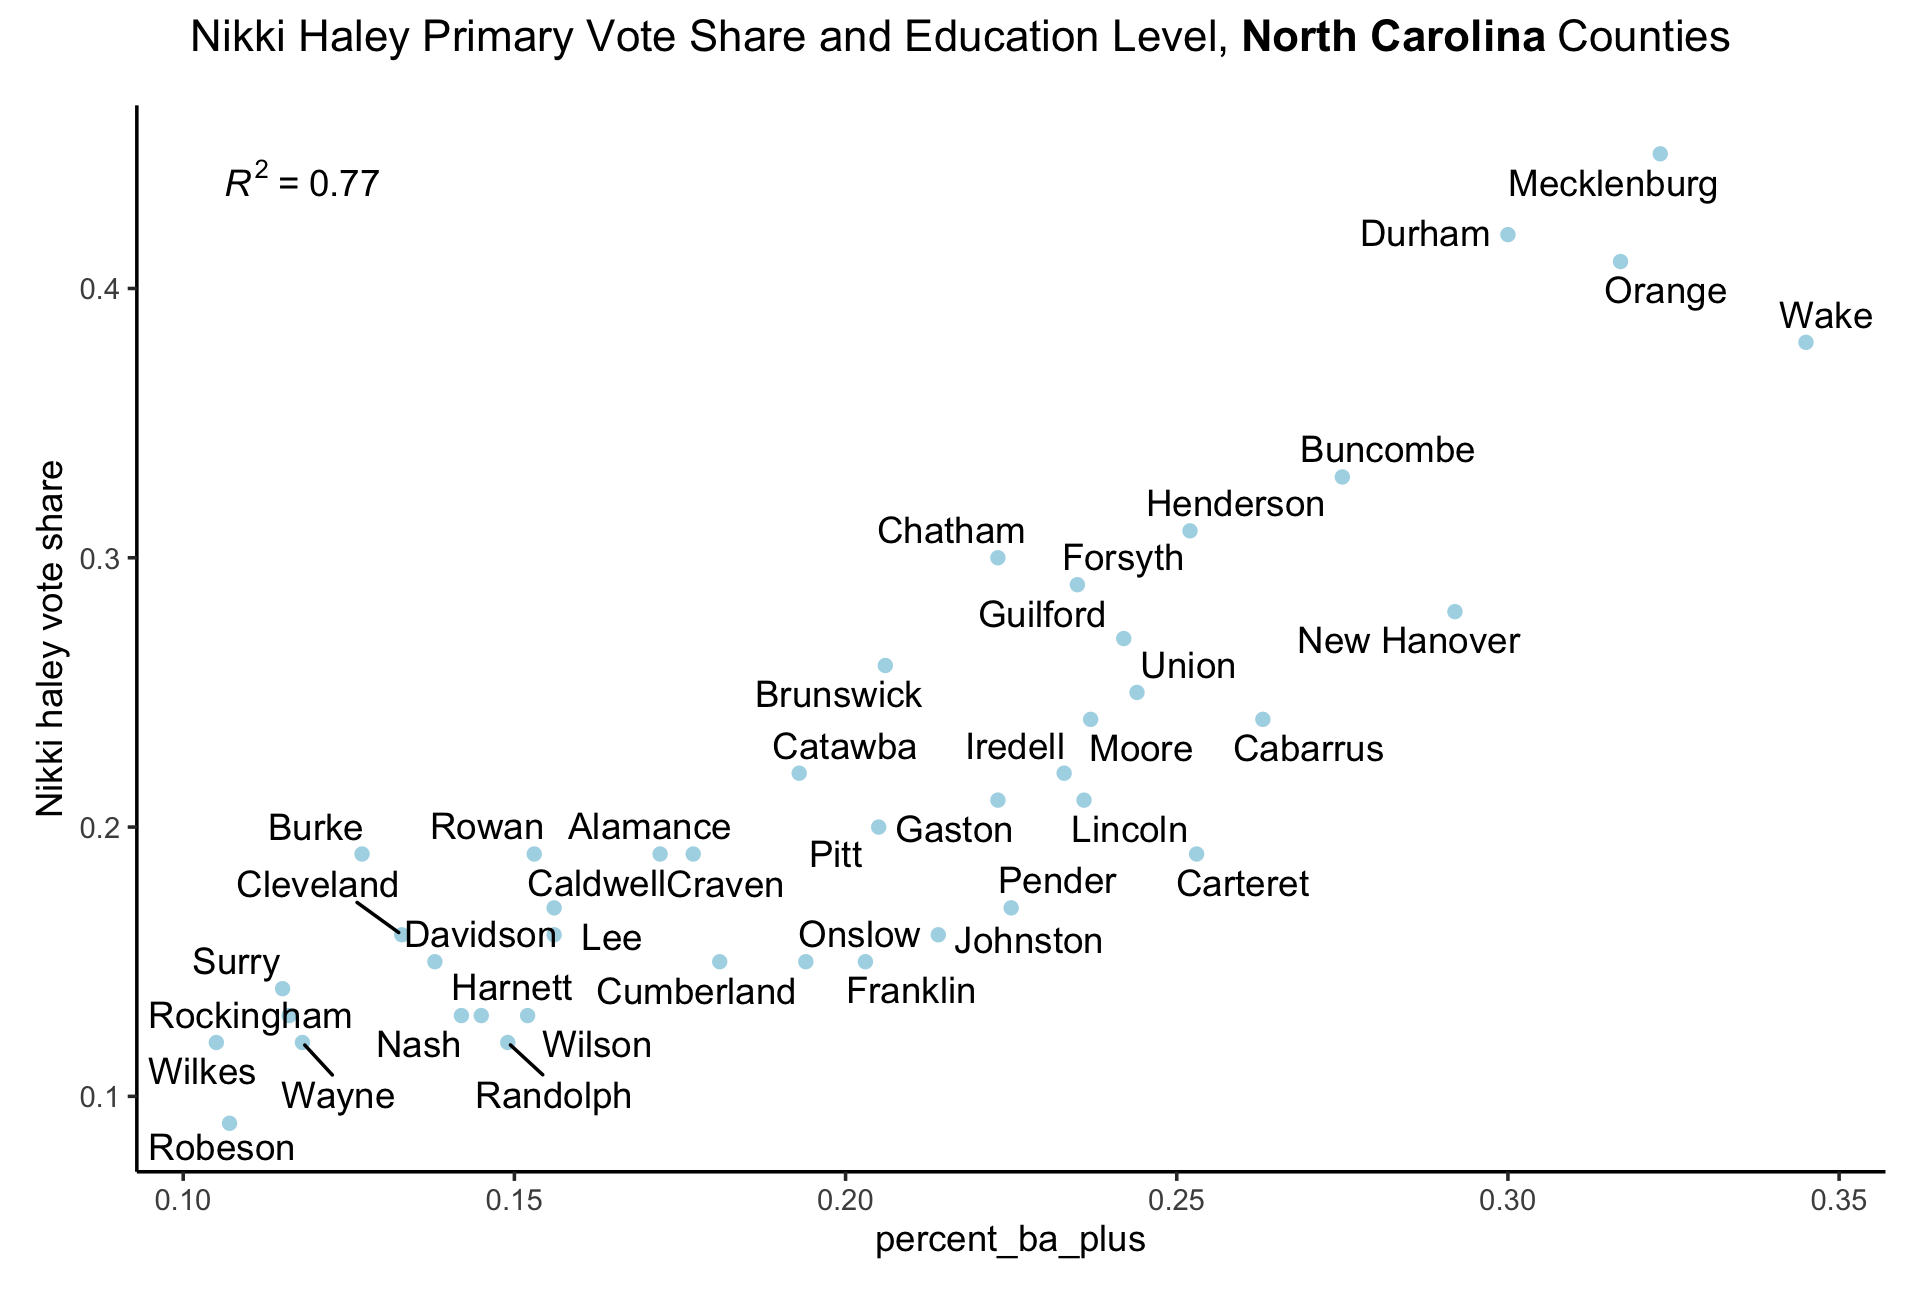 Nikki Haley Primary Vote Share and Education Level, North Carolina Counties
R2 = 0.77
Mecklenburg
Durham
Orange
0.4
Wake
Buncombe
Henderson
Chatham
0.3
Forsyth
Guilford
New Hanover
Union
Brunswick
Catawba
Iredell
Moore
Cabarrus
Nikki haley vote share
0.2
Burke
Rowan
Alamance
Gaston
Lincoln
Pitt
Cleveland
Caldwell
Craven
Pender
Carteret
Davidson
Lee
Onslow
Johnston
Surry
Harnett
Cumberland
Franklin
Rockingham
Nash
Wilson
Wilkes
0.1
Wayne
Randolph
Robeson
0.10
0.15
0.20
0.25
0.30
0.35
percent_ba_plus